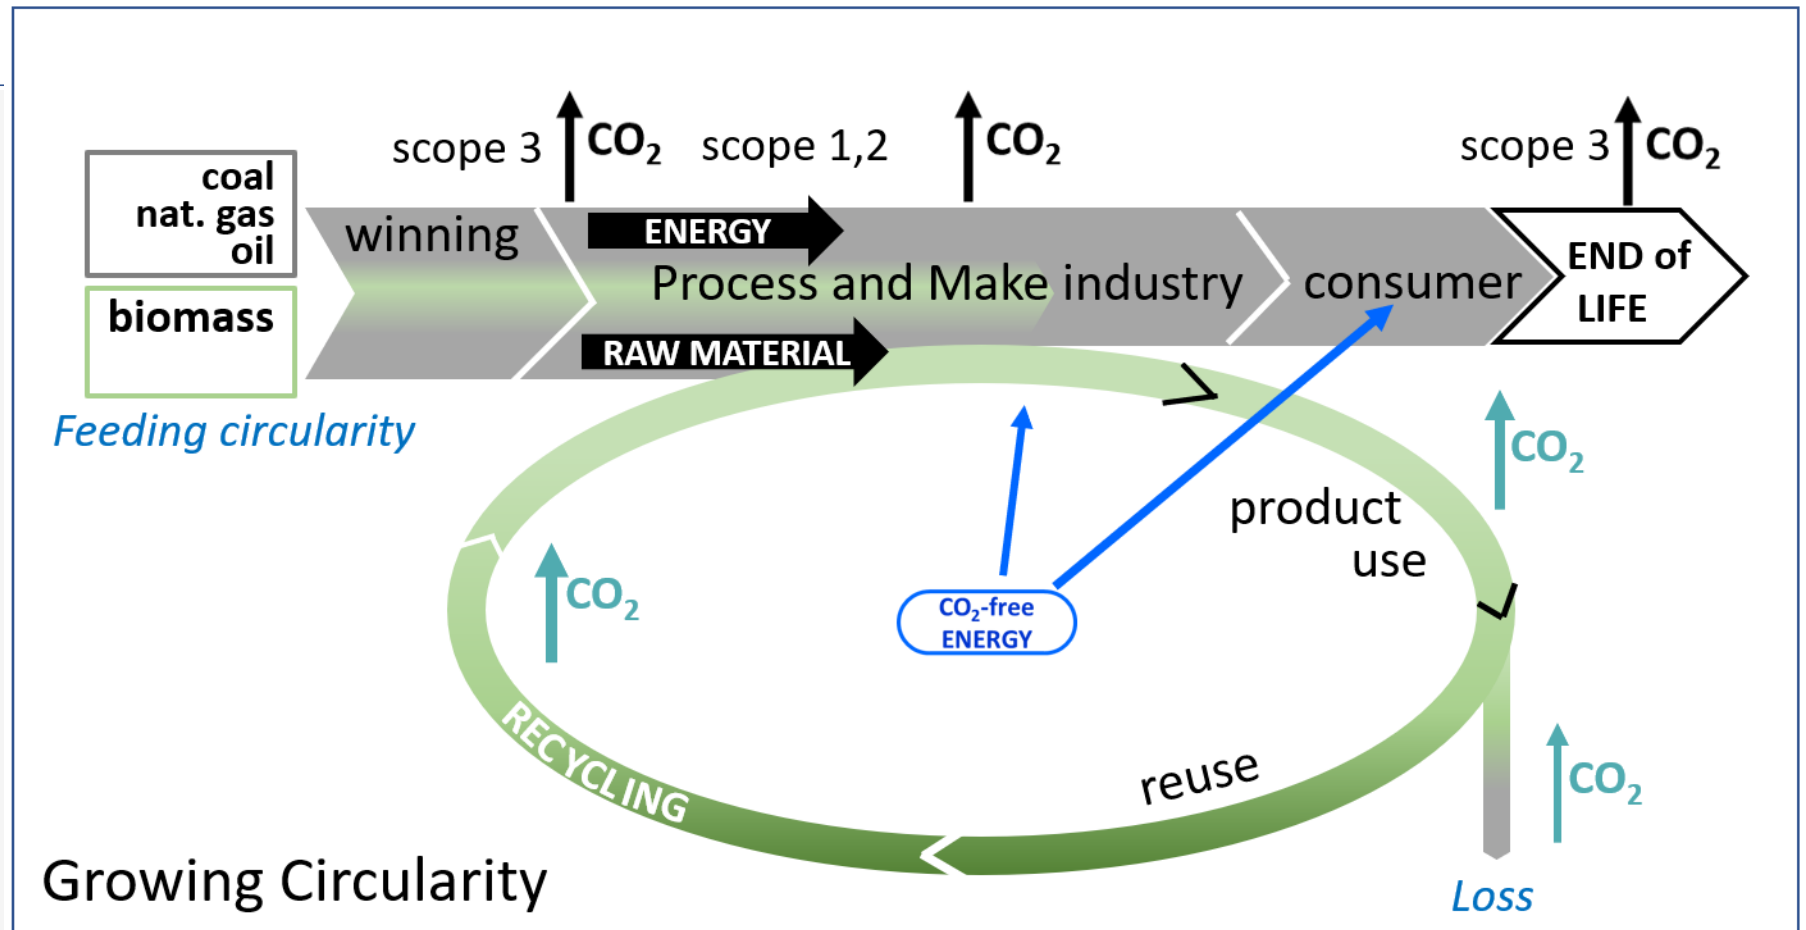 scope 3
CO₂
scope 1,2
CO₂
scope 3
CO₂
coal
nat. gas
oil
biomass
Feeding circularity
winning
ENERGY
Process and Make industry
RAW MATERIAL
consumer
END of
LIFE
CO₂
product
use
CO₂
CO₂-free
ENERGY
RECYCLING
reuse
CO₂
Loss
Growing Circularity